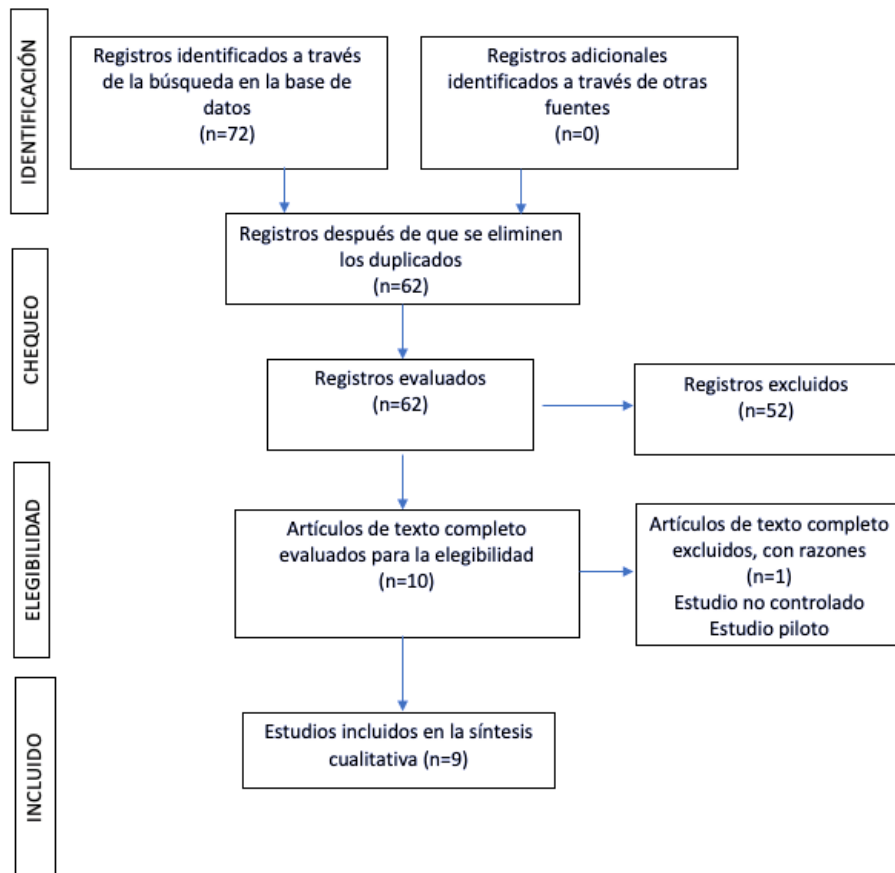 IDENTIFICACIÓN
Registros identificados a través
de la búsqueda en la base de
datos
(n=72)
Registros adicionales
identificados a través de otras
fuentes
(n=0)
CHEQUEO
Registros después de que se eliminen
los duplicados
(n=62)
Registros evaluados
(n=62)
Registros excluidos
(n=52)
ELEGIBILIDAD
Artículos de texto completo
evaluados para la elegibilidad
(n=10)
Artículos de texto completo
excluidos, con razones
(n=1)
Estudio no controlado
Estudio piloto
INCLUIDO
Estudios incluidos en la síntesis
cualitativa (n=9)